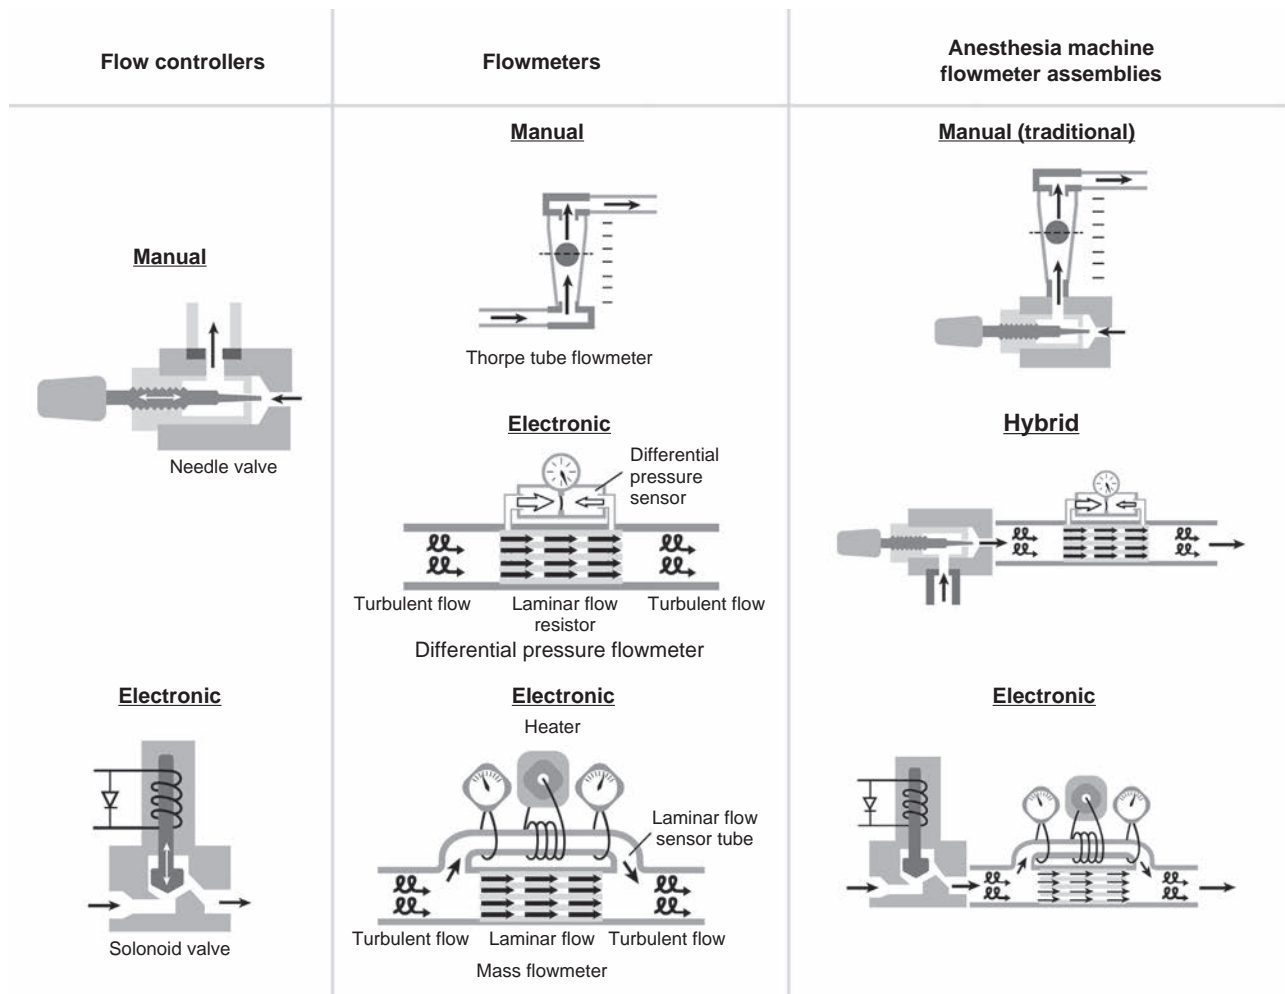 Flow controllers
Flowmeters
Anesthesia machine
flowmeter assemblies
Manual
Needle valve
Electronic
Solonoid valve
Manual
Thorpe tube flowmeter
Electronic
Differential
pressure
sensor
Turbulent flow
Laminar flow
resistor
Turbulent flow
Differential pressure flowmeter
Electronic
Heater
Laminar flow
sensor tube
Turbulent flow
Laminar flow
Turbulent flow
Mass flowmeter
Manual (traditional)
Hybrid
Electronic